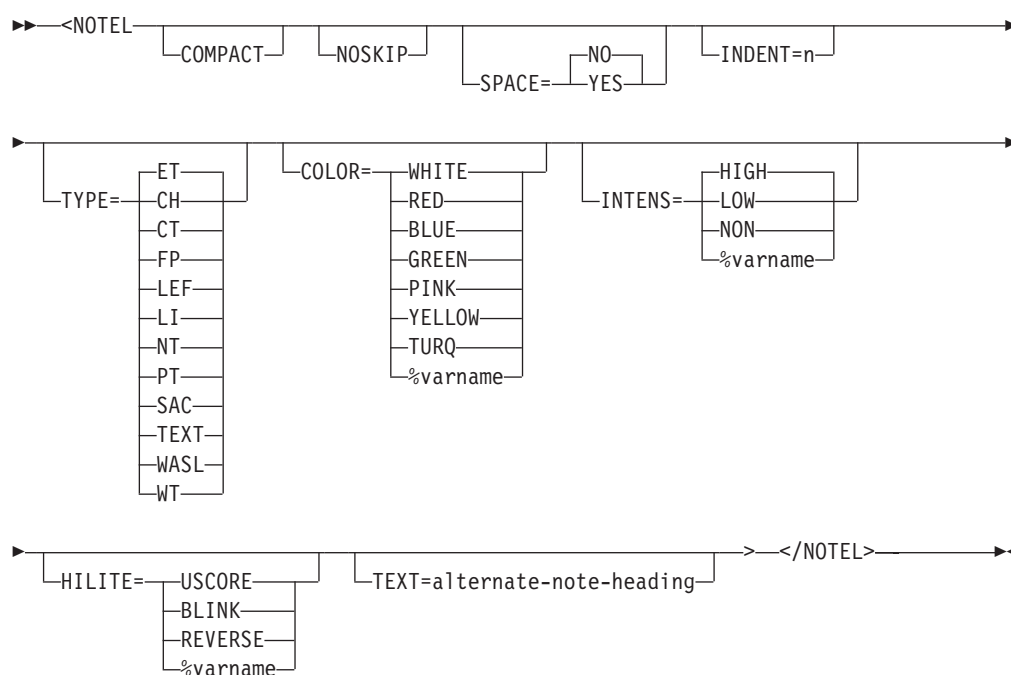 <NOTEL COMPACT NOSKIP SPACE= NO YES INDENT=n
TYPE= ET CH CT FP LEF LI NT PT SAC TEXT WASL WT
COLOR= WHITE RED BLUE GREEN PINK YELLOW TURQ %varname
INTENS= HIGH LOW NON %varname
HILITE= USCORE BLINK REVERSE %varname
TEXT=alternate-note-heading > </NOTEL>